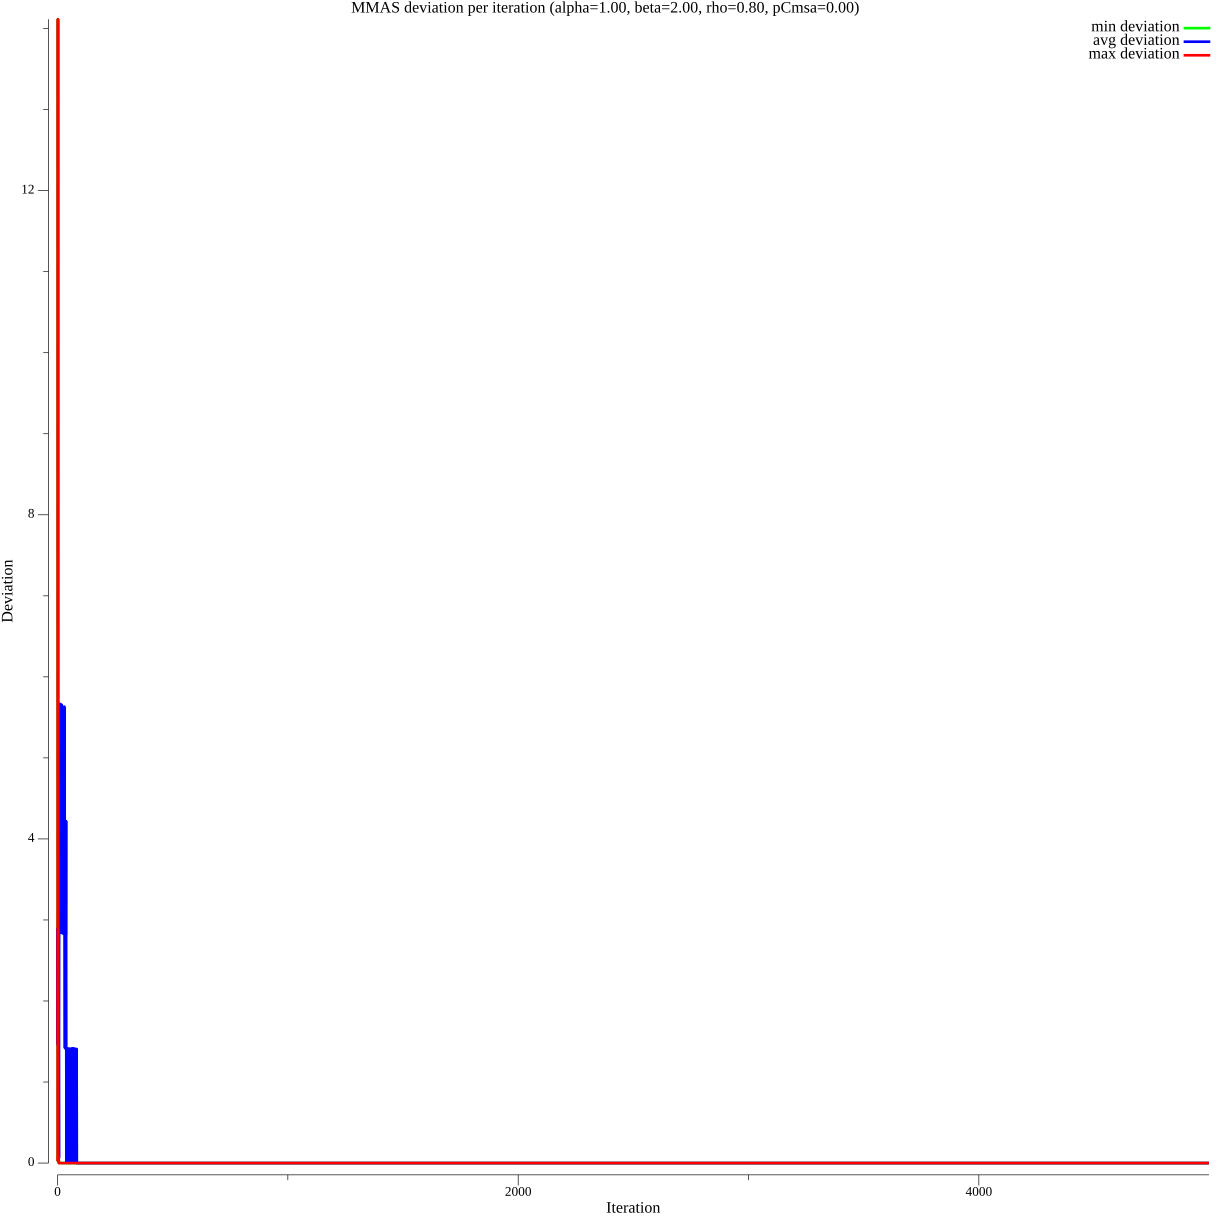 MMAS deviation per iteration (alpha=1.00, beta=2.00, rho=0.80, pCmsa=0.00)
min deviation
avg deviation
max deviation
12
8
4
0
Deviation
0
2000
4000
Iteration